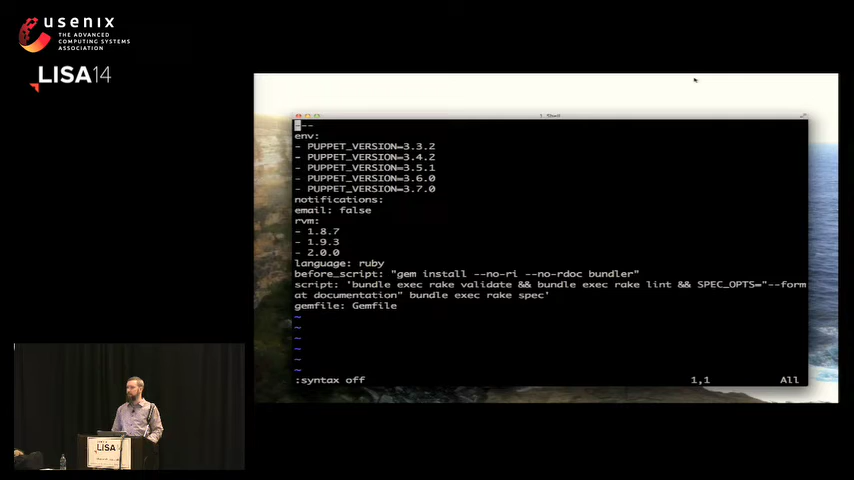 usenix
THE ADVANCED
COMPUTING SYSTEMS
ASSOCIATION
LISA14
---
env:
- PUPPET_VERSION=3.3.2
- PUPPET_VERSION=3.4.2
- PUPPET_VERSION=3.5.1
- PUPPET_VERSION=3.6.0
- PUPPET_VERSION=3.7.0
notifications:
email: false
rvm:
- 1.8.7
- 1.9.3
- 2.0.0
language: ruby
before_script: "gem install --no-ri --no-rdoc bundler"
script: 'bundle exec rake validate && bundle exec rake lint && SPEC_OPTS="--form
at documentation" bundle exec rake spec'
gemfile: Gemfile
~
~
~
~
~
~
:syntax off 1,1 All
LISA